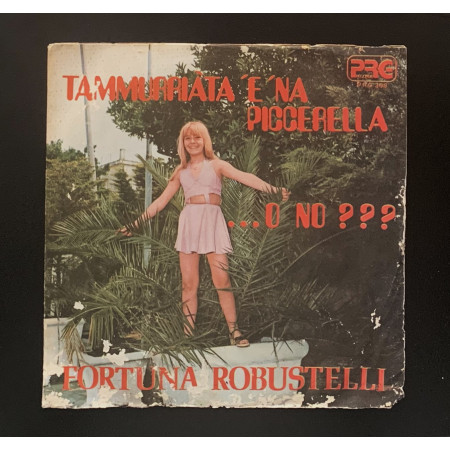 PRG
TAMMURRIATA 'E 'NA
PICCERELLA
...O NO ???
FORTUNA ROBUSTELLI